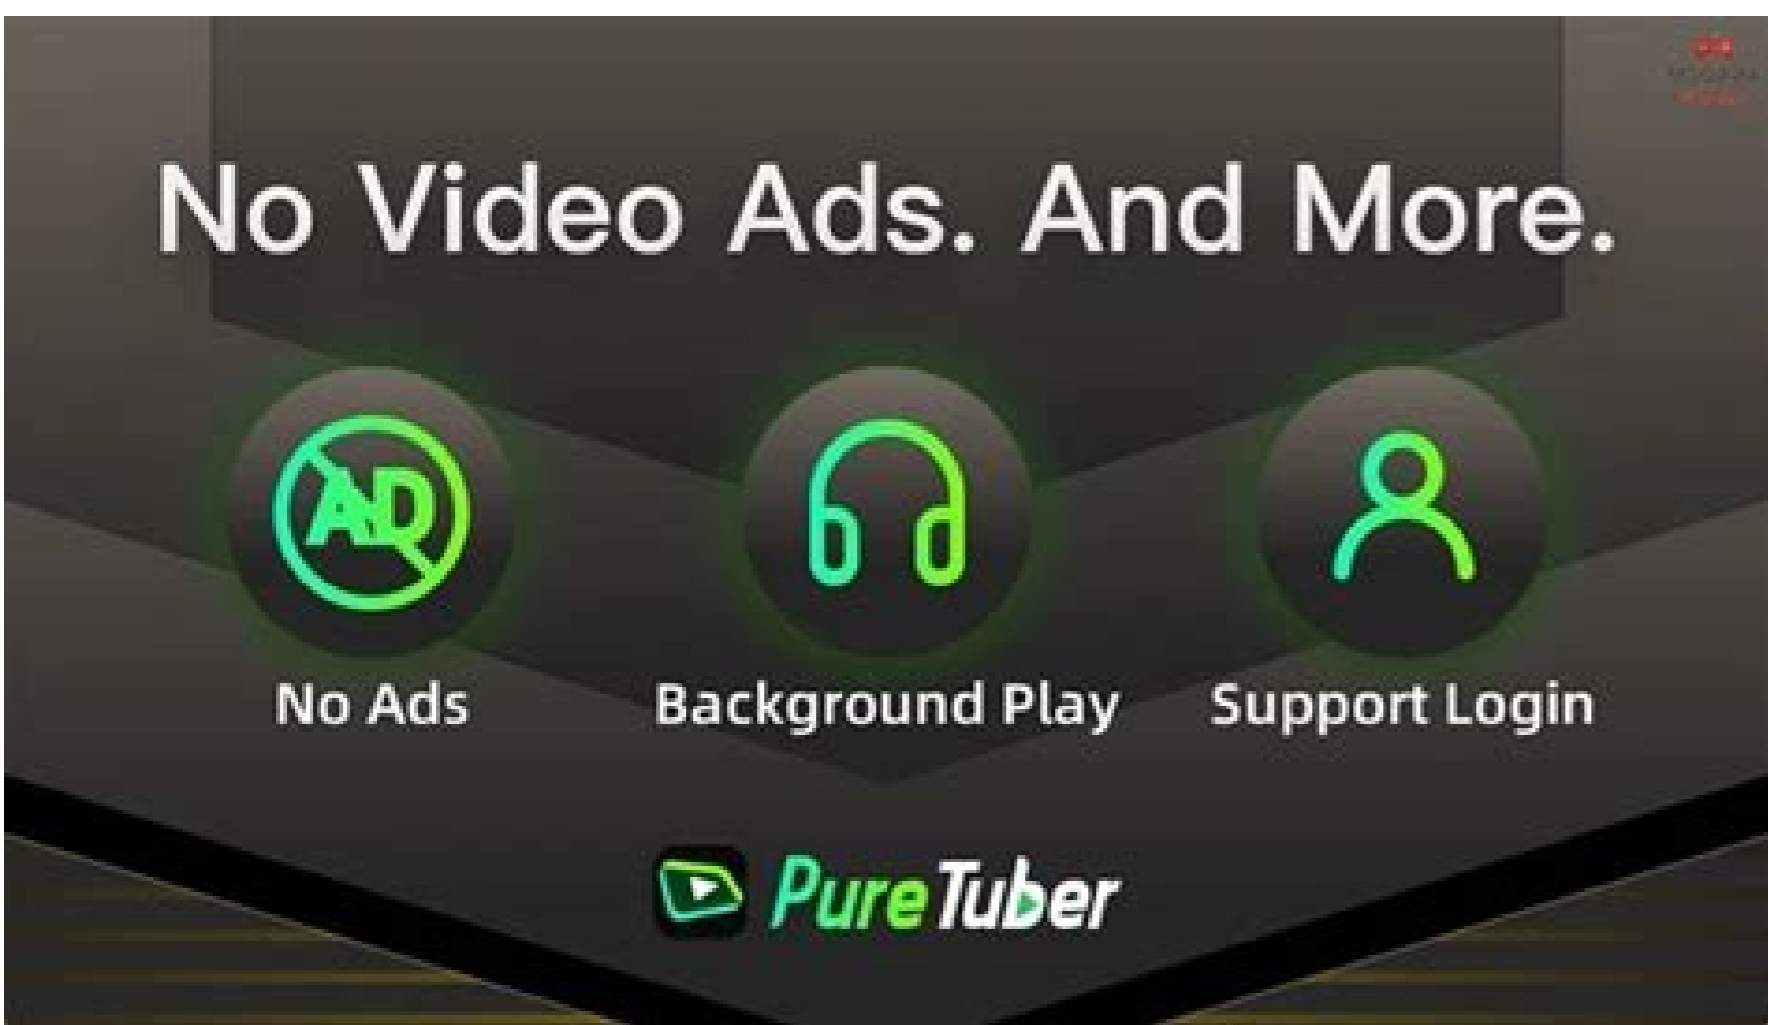 No Video Ads. And More.
AD
No Ads
Background Play
Support Login
PureTuber